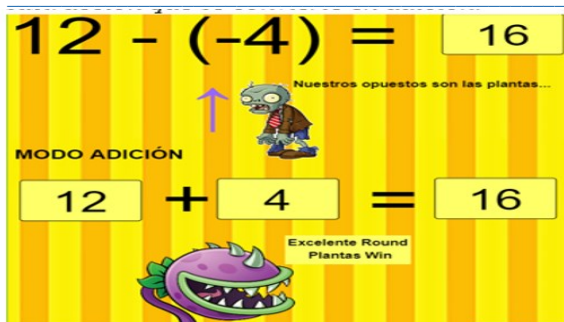 12 - (-4) = 16
Nuestros opuestos son las plantas...
MODO ADICIÓN
12 + 4 = 16
Excelente Round
Plantas Win